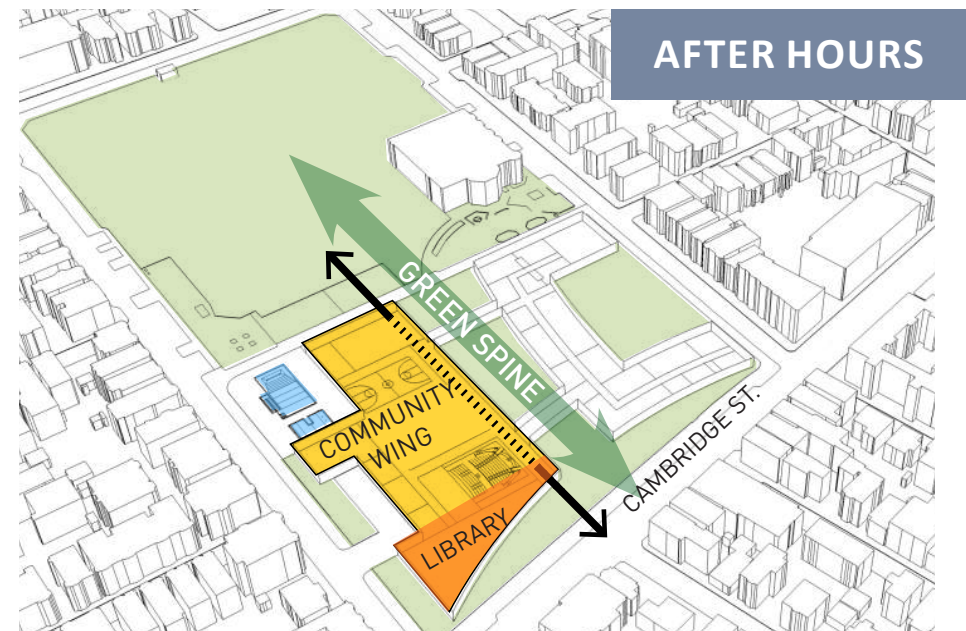 AFTER HOURS
GREEN SPINE
COMMUNITY
WING
LIBRARY
CAMBRIDGE ST.